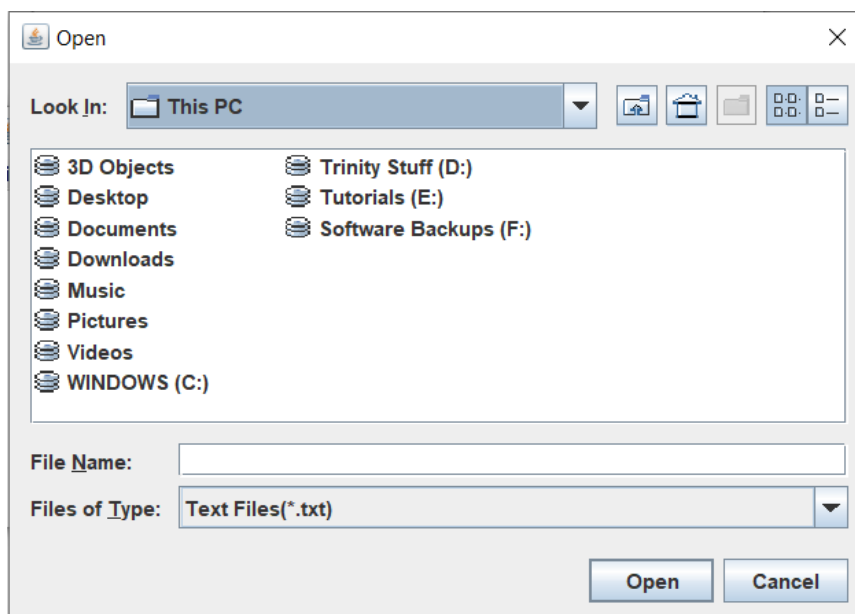 Open
Look In: This PC
3D Objects
Desktop
Documents
Downloads
Music
Pictures
Videos
WINDOWS (C:)
Trinity Stuff (D:)
Tutorials (E:)
Software Backups (F:)
File Name:
Files of Type: Text Files(*.txt)
Open Cancel